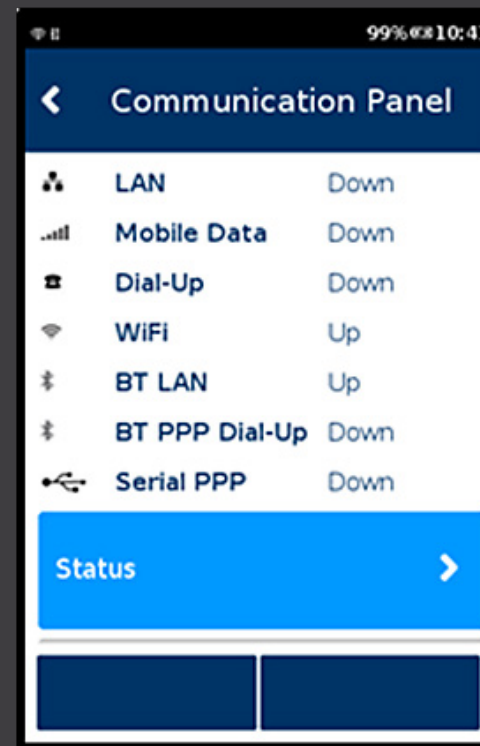 99% 10:4
Communication Panel
LAN Down
Mobile Data Down
Dial-Up Down
WiFi Up
BT LAN Up
BT PPP Dial-Up Down
Serial PPP Down
Status